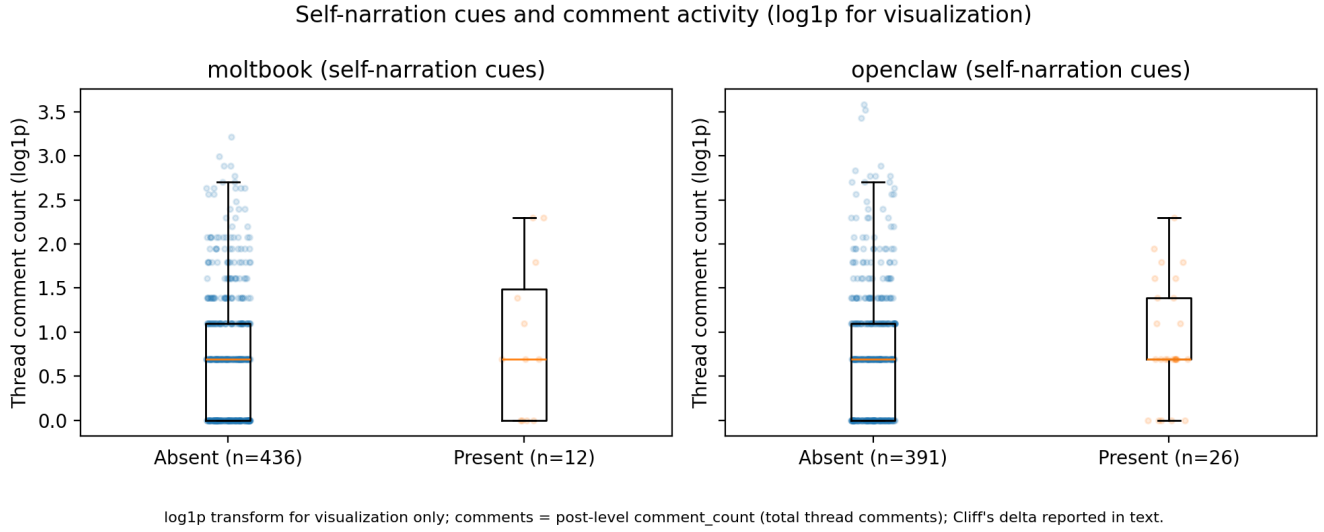 Self-narration cues and comment activity (log1p for visualization)
moltbook (self-narration cues)
Thread comment count (log1p)
3.5
3.0
2.5
2.0
1.5
1.0
0.5
0.0
Absent (n=436)
Present (n=12)
openclaw (self-narration cues)
Thread comment count (log1p)
Absent (n=391)
Present (n=26)
log1p transform for visualization only; comments = post-level comment_count (total thread comments); Cliff's delta reported in text.